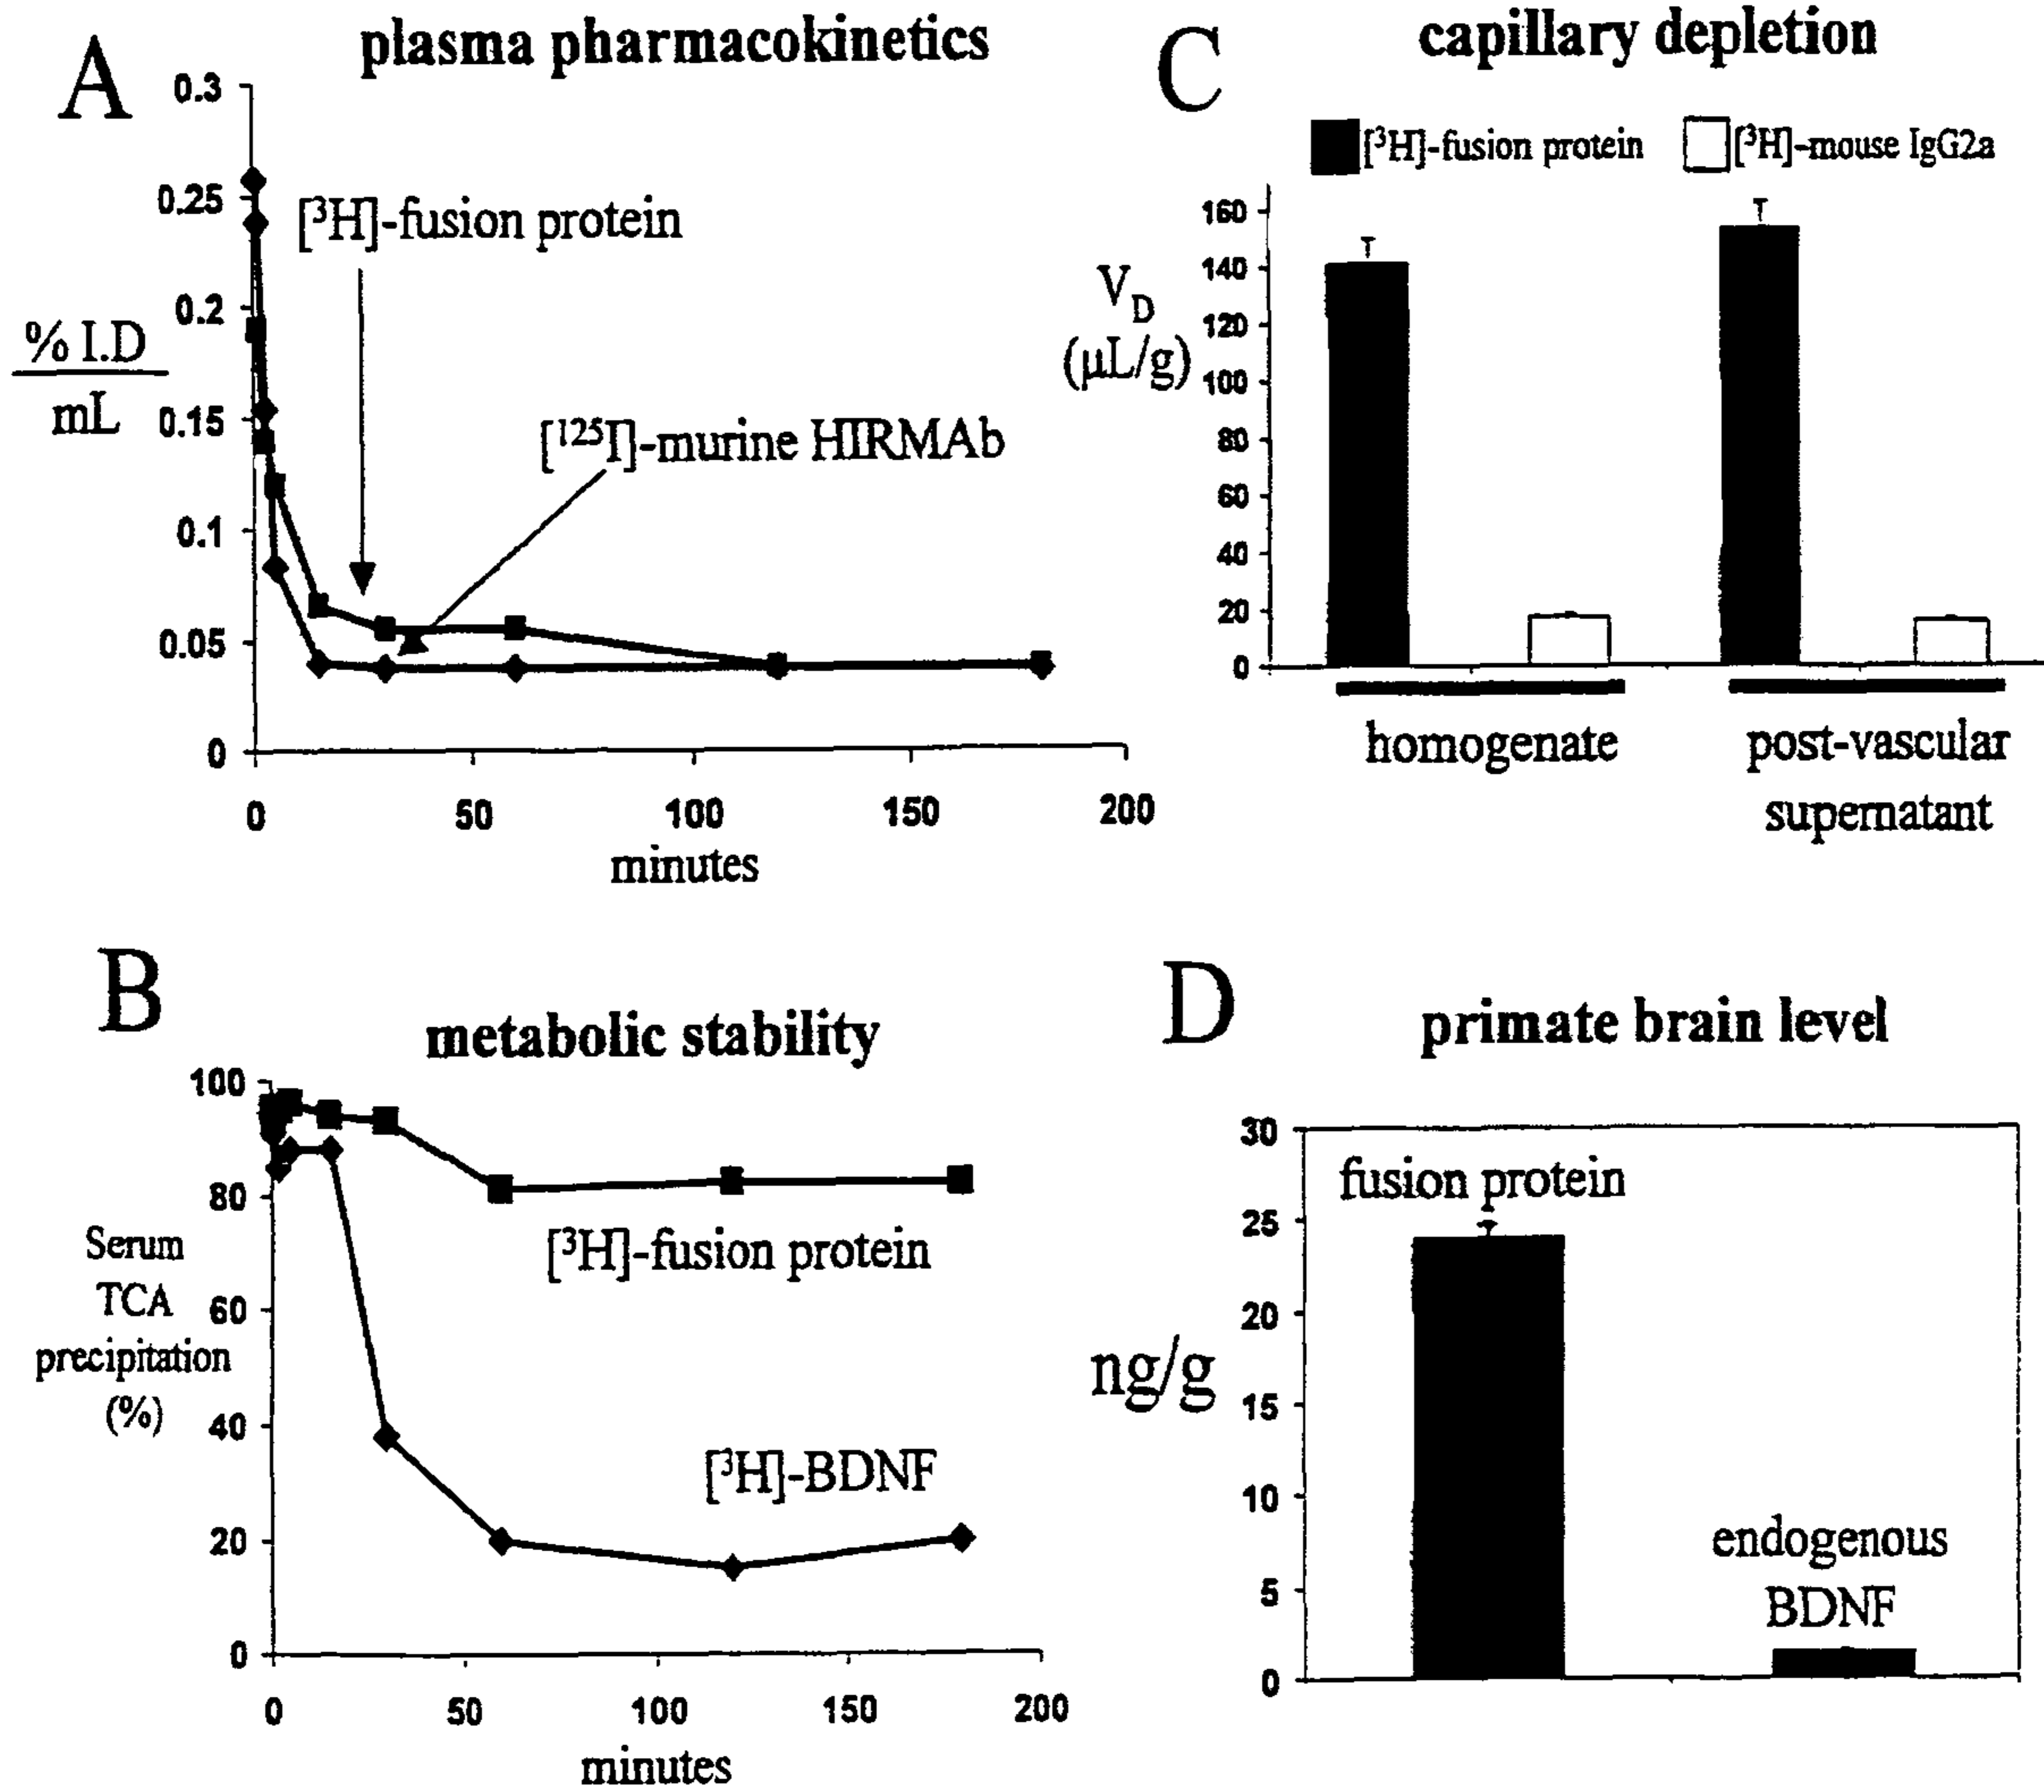 A
plasma pharmacokinetics
0.3
0.25
0.2
0.15
0.1
0.05
0
% I.D
mL
[³H]-fusion protein
[¹²⁵I]-murine HIRMAb
0 50 100 150 200
minutes
C
capillary depletion
[³H]-fusion protein [³H]-mouse IgG2a
V_D
(μL/g)
160
140
120
100
80
60
40
20
0
homogenate
post-vascular
supernatant
B
metabolic stability
100
80
60
40
20
0
Serum
TCA
precipitation
(%)
[³H]-fusion protein
[³H]-BDNF
0 50 100 150 200
minutes
D
primate brain level
30
25
20
15
10
5
0
ng/g
fusion protein
endogenous
BDNF